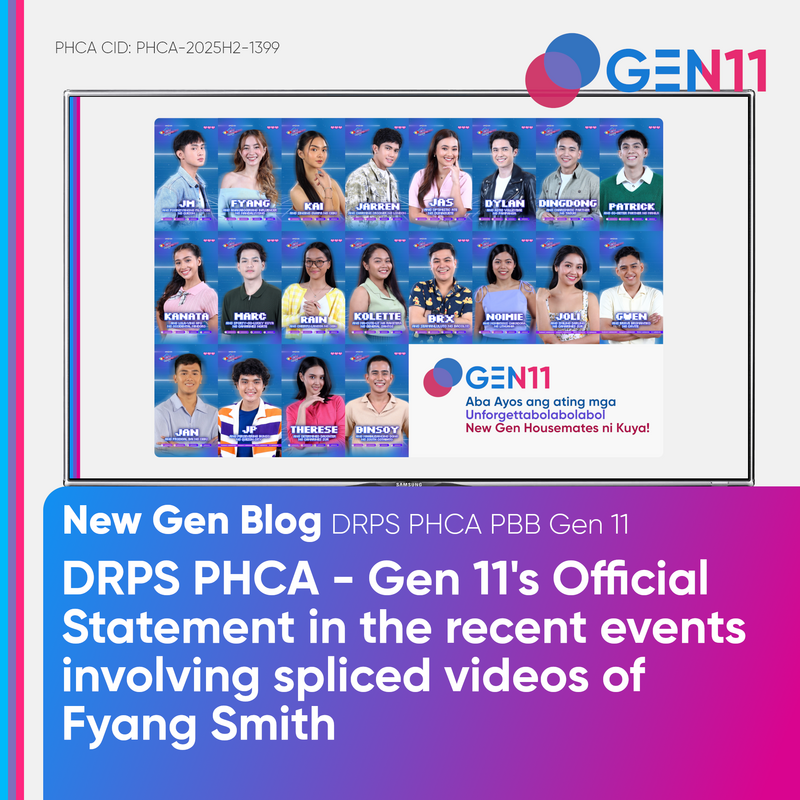 PHCA CID: PHCA-2025H2-1399
GEN11
JM
FYANG
KAI
JARREN
JAS
DYLAN
DINGDONG
PATRICK
KANATA
MARC
RAIN
KOLETTE
BRX
NOIMIE
JOLI
GWEN
JAN
JP
THERESE
BINSOY
GEN11
Aba Ayos ang ating mga
Unforgettabolabolabol
New Gen Housemates ni Kuya!
SAMSUNG
New Gen Blog DRPS PHCA PBB Gen 11
DRPS PHCA - Gen 11's Official
Statement in the recent events
involving spliced videos of
Fyang Smith